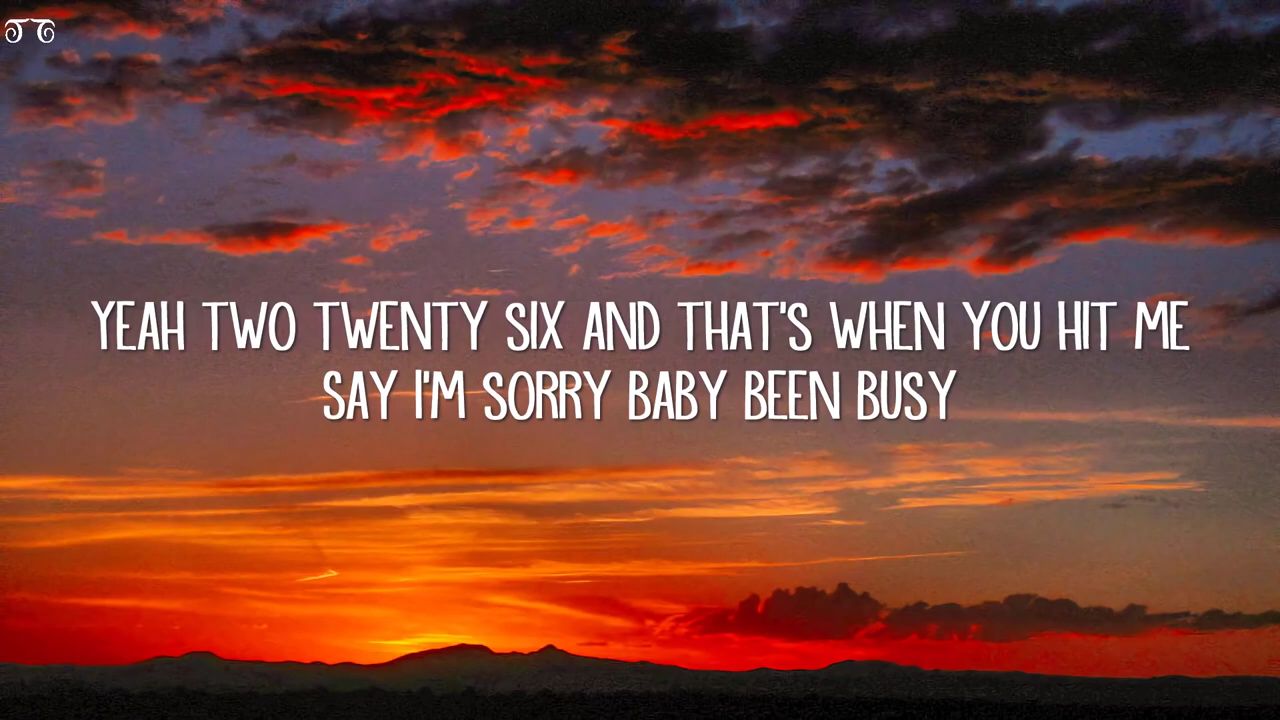 YEAH TWO TWENTY SIX AND THAT'S WHEN YOU HIT ME
SAY I'M SORRY BABY BEEN BUSY